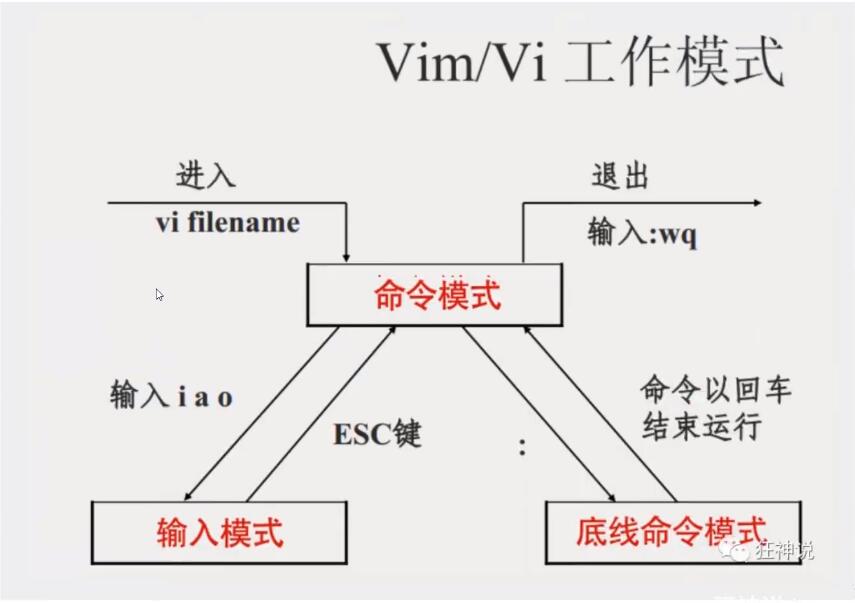 Vim/Vi 工作模式
进入
退出
vi filename
输入:wq
命令模式
输入 i a o
ESC键
:
命令以回车
结束运行
输入模式
底线命令模式
狂神说